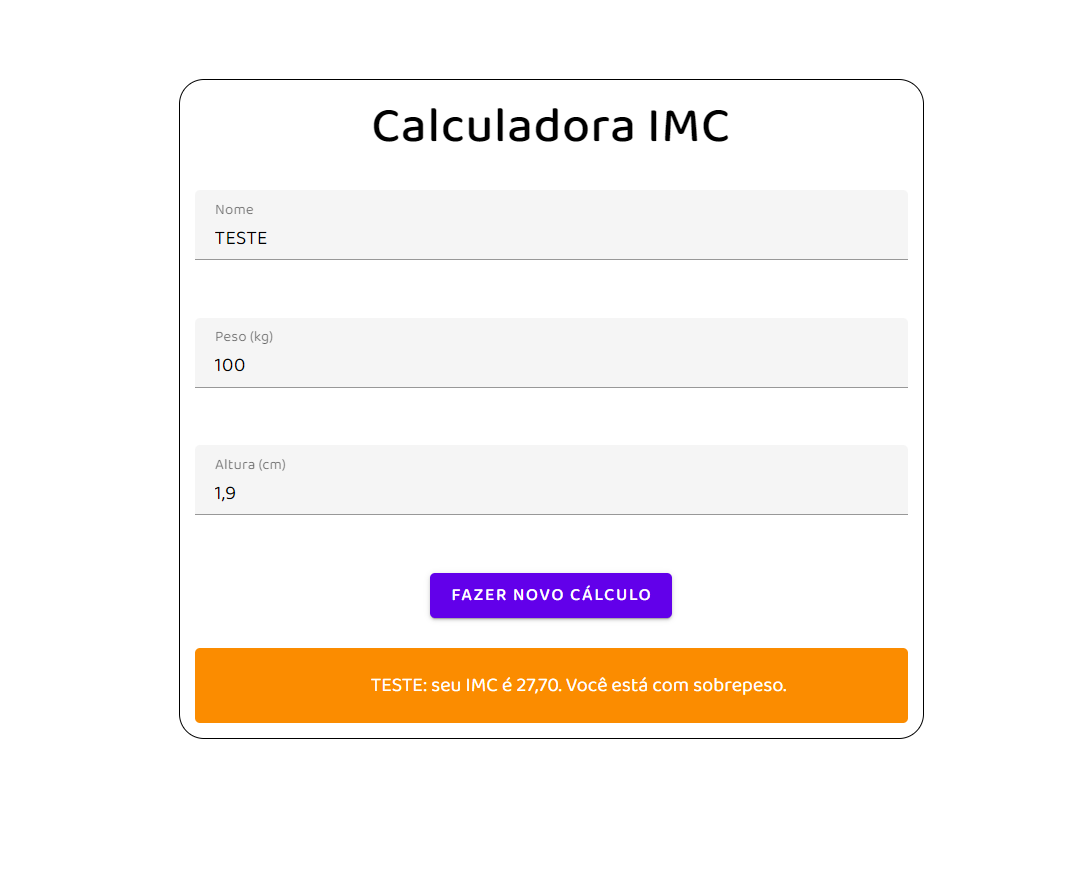 Calculadora IMC
Nome
TESTE
Peso (kg)
100
Altura (cm)
1,9
FAZER NOVO CÁLCULO
TESTE: seu IMC é 27,70. Você está com sobrepeso.